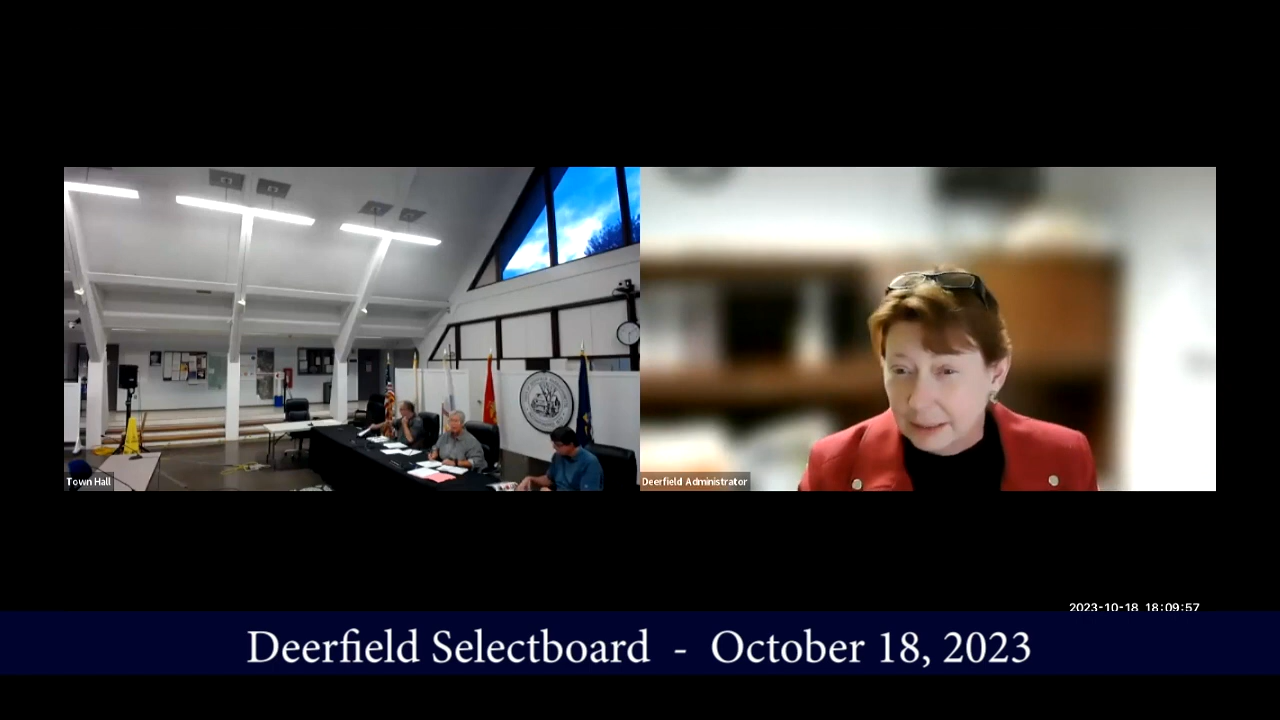 Town Hall
Deerfield Administrator
2023-10-18 18:09:57
Deerfield Selectboard - October 18, 2023